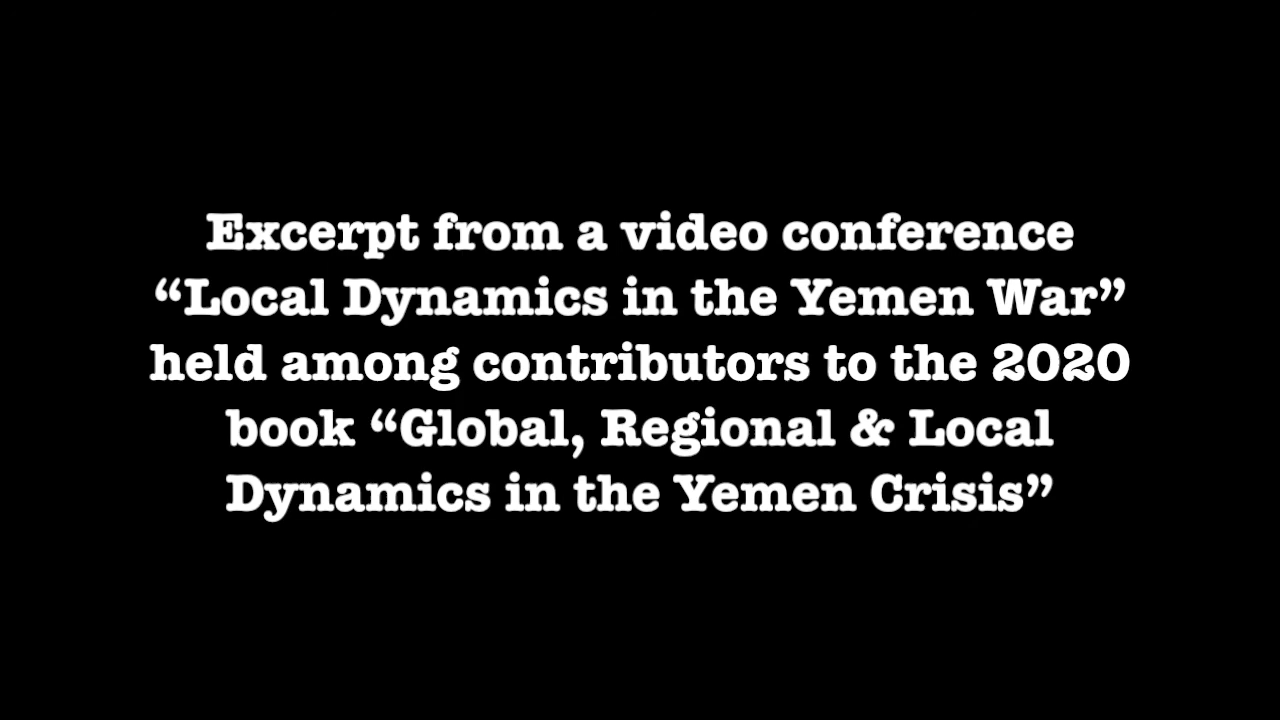 Excerpt from a video conference
“Local Dynamics in the Yemen War”
held among contributors to the 2020
book “Global, Regional & Local
Dynamics in the Yemen Crisis”